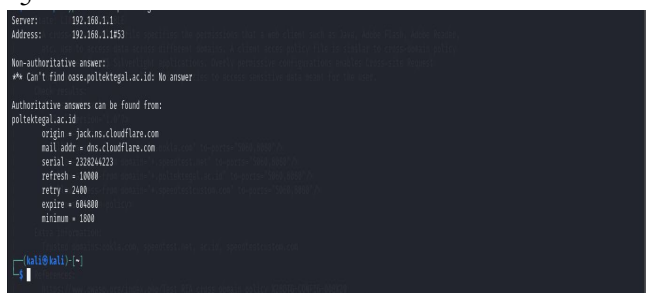 Server: 192.168.1.1
Address: 192.168.1.1#53
Non-authoritative answer:
*** Can't find oase.poltektegal.ac.id: No answer
Authoritative answers can be found from:
poltektegal.ac.id
origin = jack.ns.cloudflare.com
mail addr = dns.cloudflare.com
serial = 2328244223
refresh = 10000
retry = 2400
expire = 604800
minimum = 1800
┌──(kali㉿kali)-[~]
└─$